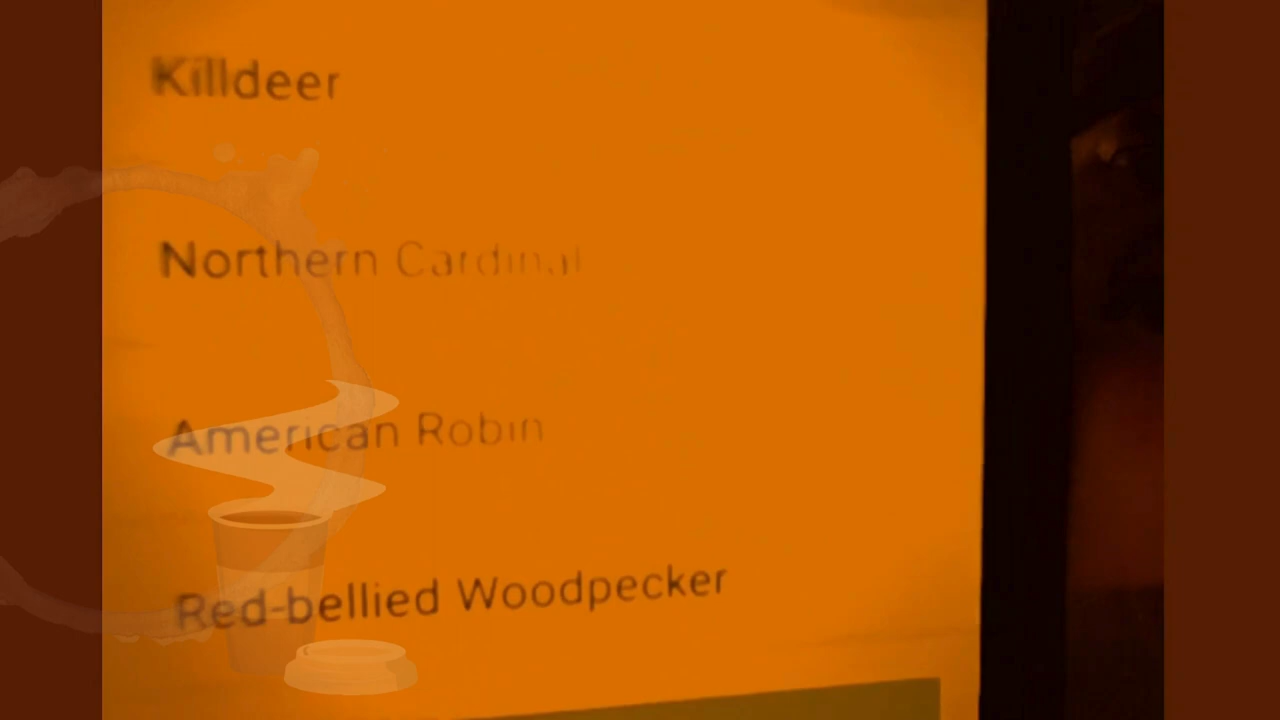 Killdeer
Northern Cardinal
American Robin
Red-bellied Woodpecker